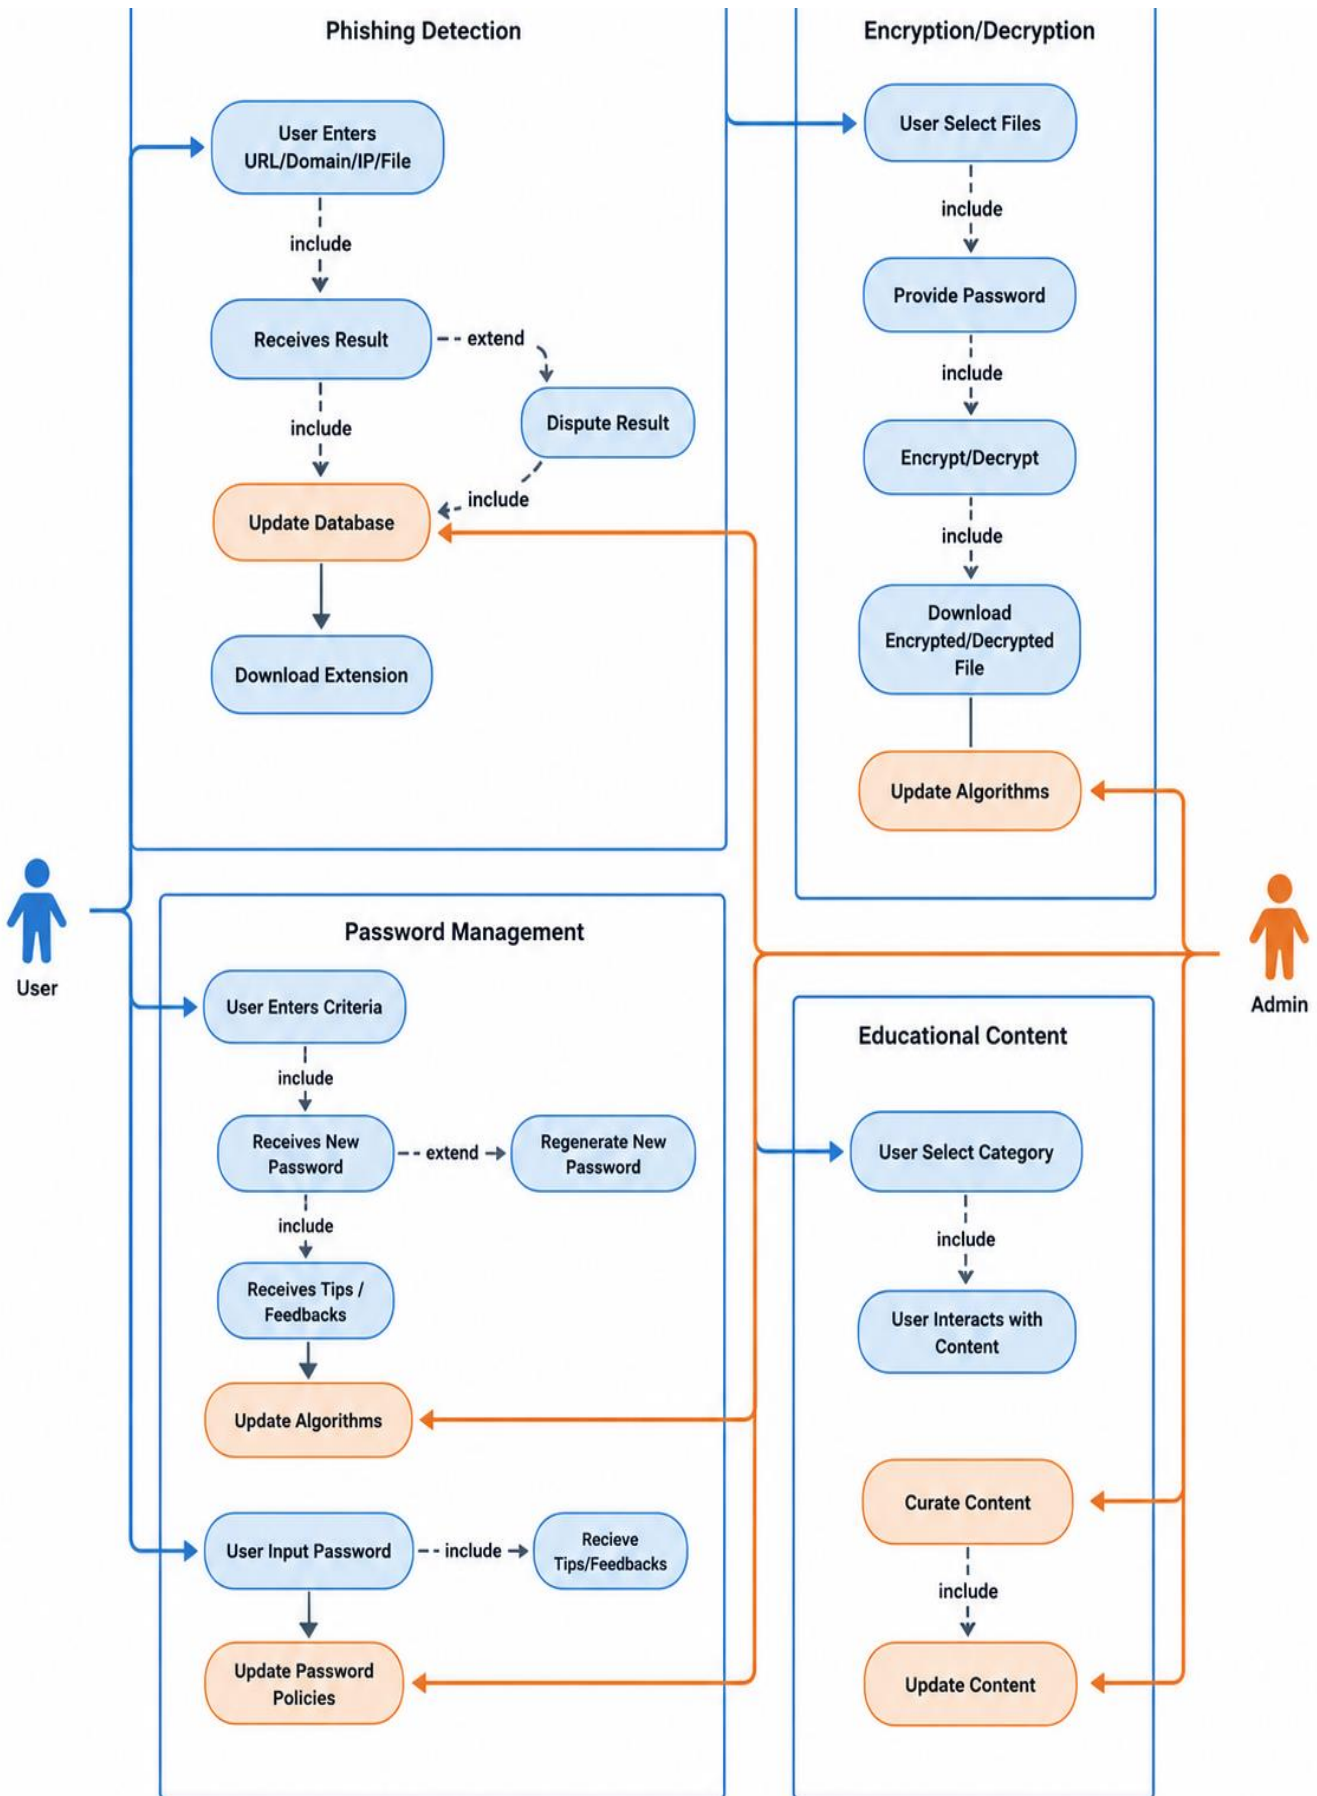 Phishing Detection
User Enters
URL/Domain/IP/File
include
Receives Result
extend
Dispute Result
include
include
Update Database
Download Extension
Encryption/Decryption
User Select Files
include
Provide Password
include
Encrypt/Decrypt
include
Download
Encrypted/Decrypted
File
Update Algorithms
User
Admin
Password Management
User Enters Criteria
include
Receives New
Password
extend
Regenerate New
Password
include
Receives Tips /
Feedbacks
Update Algorithms
User Input Password
include
Recieve
Tips/Feedbacks
Update Password
Policies
Educational Content
User Select Category
include
User Interacts with
Content
Curate Content
include
Update Content